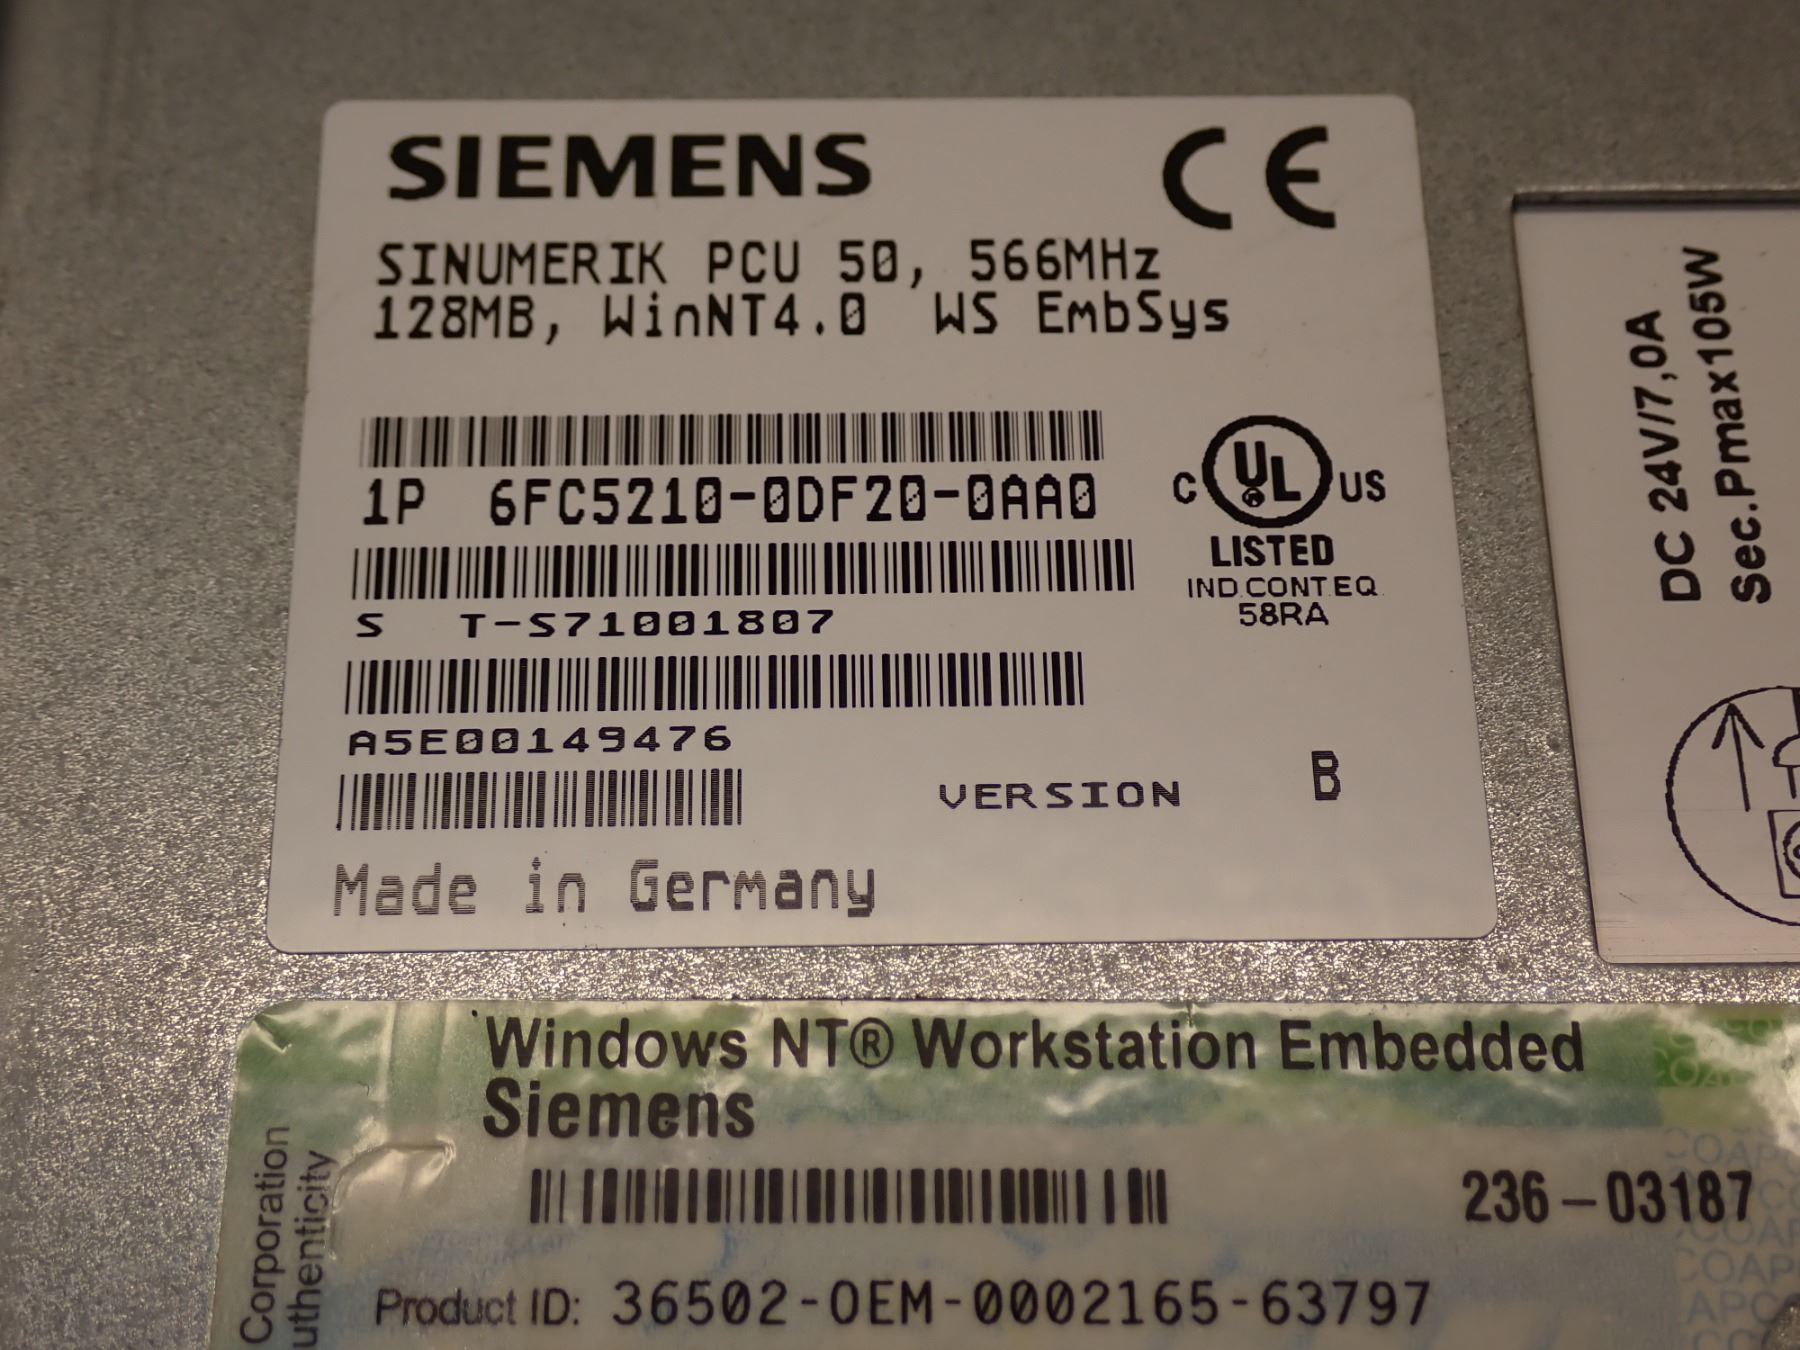 SIEMENS
CE
SINUMERIK PCU 50, 566MHz
128MB, WinNT4.0 WS EmbSys
1P 6FC5210-0DF20-0AA0
C UL® US
LISTED
IND.CONT.EQ.
58RA
S T-S71001807
A5E00149476
VERSION B
Made in Germany
DC 24V/7,0A
Sec.Pmax105W
Windows NT® Workstation Embedded
Siemens
236-03187
Product ID: 36502-OEM-0002165-63797
Corporation
uthenticity